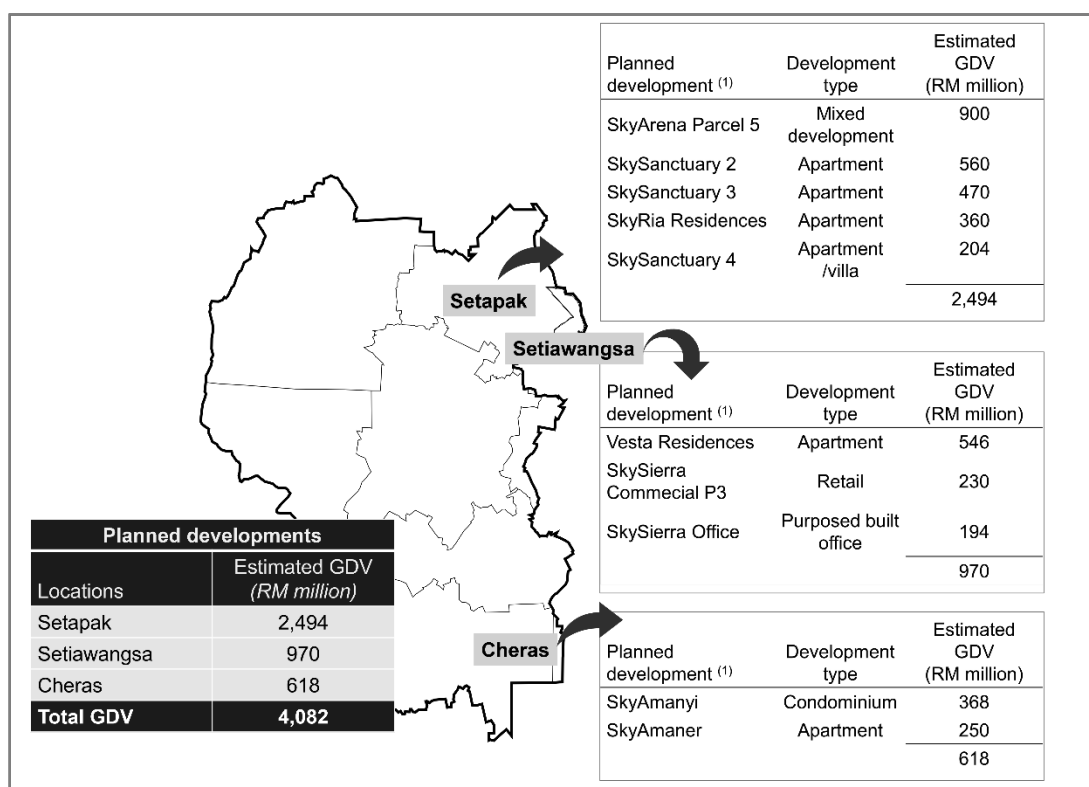 Planned development (1) Development type Estimated GDV (RM million)
SkyArena Parcel 5 Mixed development 900
SkySanctuary 2 Apartment 560
SkySanctuary 3 Apartment 470
SkyRia Residences Apartment 360
SkySanctuary 4 Apartment /villa 204
2,494
Setapak
Setiawangsa
Planned development (1) Development type Estimated GDV (RM million)
Vesta Residences Apartment 546
SkySierra Commecial P3 Retail 230
SkySierra Office Purposed built office 194
970
Planned developments
Locations Estimated GDV (RM million)
Setapak 2,494
Setiawangsa 970
Cheras 618
Total GDV 4,082
Cheras
Planned development (1) Development type Estimated GDV (RM million)
SkyAmanyi Condominium 368
SkyAmaner Apartment 250
618